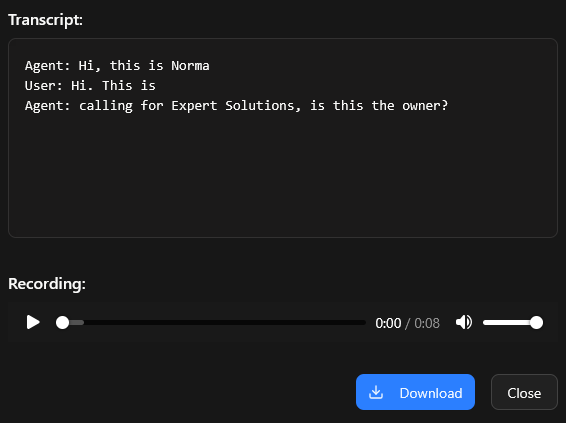 Transcript:
Agent: Hi, this is Norma
User: Hi. This is
Agent: calling for Expert Solutions, is this the owner?
Recording:
0:00 / 0:08
Download
Close